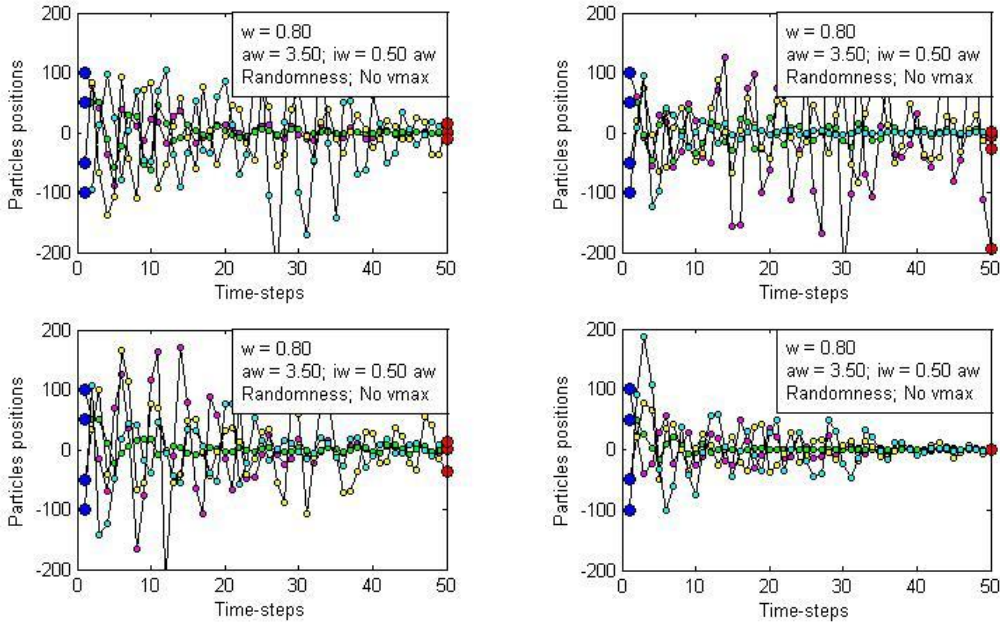 200
100
0
-100
-200
Particles positions
w = 0.80
aw = 3.50; iw = 0.50 aw
Randomness; No vmax
0 10 20 30 40 50
Time-steps
200
100
0
-100
-200
Particles positions
w = 0.80
aw = 3.50; iw = 0.50 aw
Randomness; No vmax
0 10 20 30 40 50
Time-steps
200
100
0
-100
-200
Particles positions
w = 0.80
aw = 3.50; iw = 0.50 aw
Randomness; No vmax
0 10 20 30 40 50
Time-steps
200
100
0
-100
-200
Particles positions
w = 0.80
aw = 3.50; iw = 0.50 aw
Randomness; No vmax
0 10 20 30 40 50
Time-steps